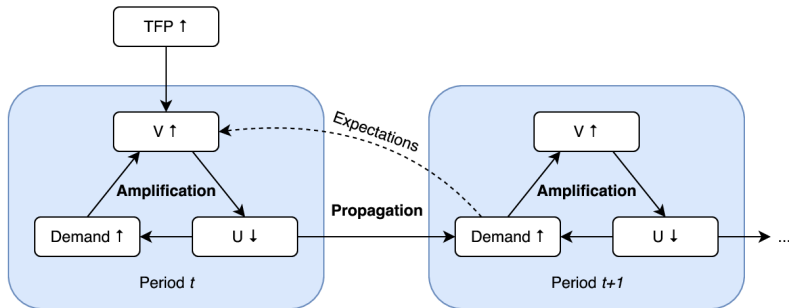 TFP ↑
V ↑
Expectations
V ↑
Amplification
Amplification
Propagation
Demand ↑
U ↓
Demand ↑
U ↓
...
Period t
Period t+1